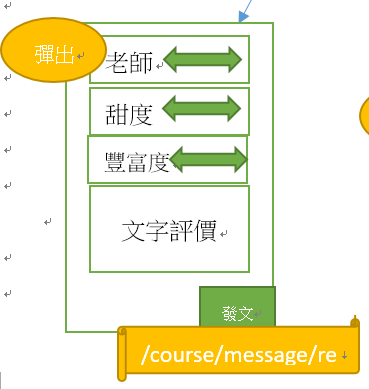 彈出
老師
甜度
豐富度
文字評價
發文
/course/message/re